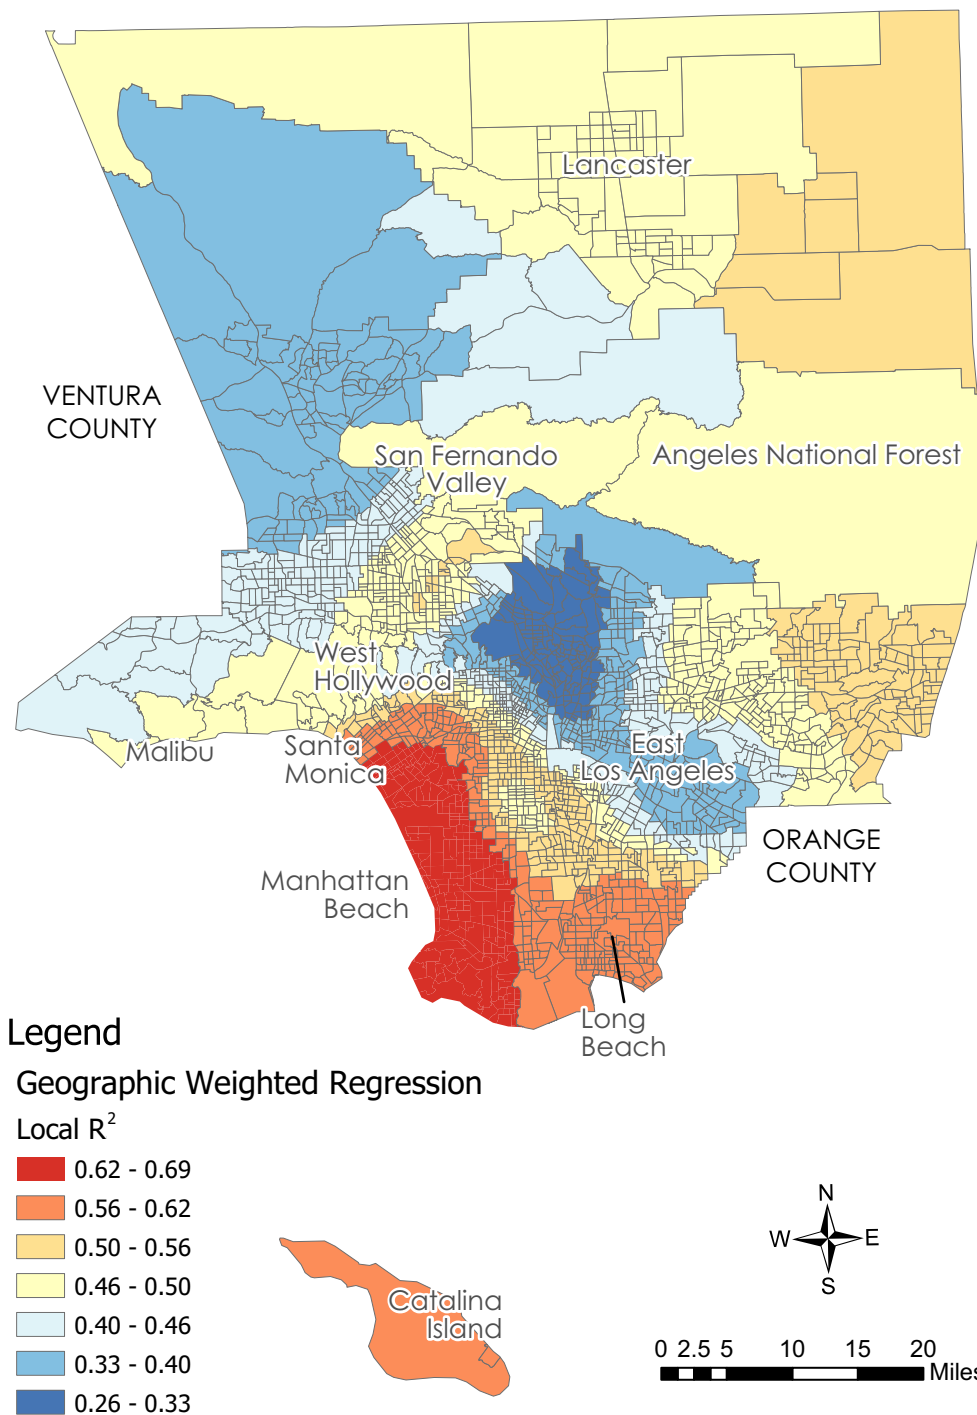 Lancaster
VENTURA
COUNTY
San Fernando
Valley
Angeles National Forest
West
Hollywood
Malibu
Santa
Monica
East
Los Angeles
ORANGE
COUNTY
Manhattan
Beach
Long
Beach
Legend
Geographic Weighted Regression
Local R²
0.62 - 0.69
0.56 - 0.62
0.50 - 0.56
0.46 - 0.50
0.40 - 0.46
0.33 - 0.40
0.26 - 0.33
Catalina
Island
N
W E
S
0 2.5 5 10 15 20
Miles